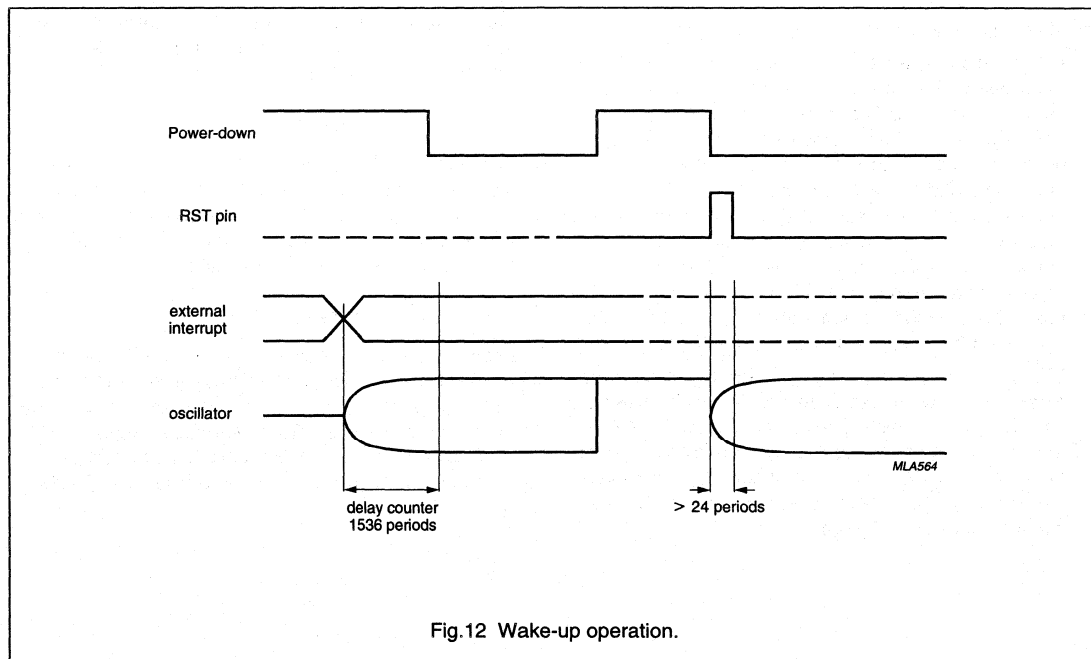 Power-down
RST pin
external
interrupt
oscillator
MLA564
delay counter
1536 periods
> 24 periods
Fig.12 Wake-up operation.